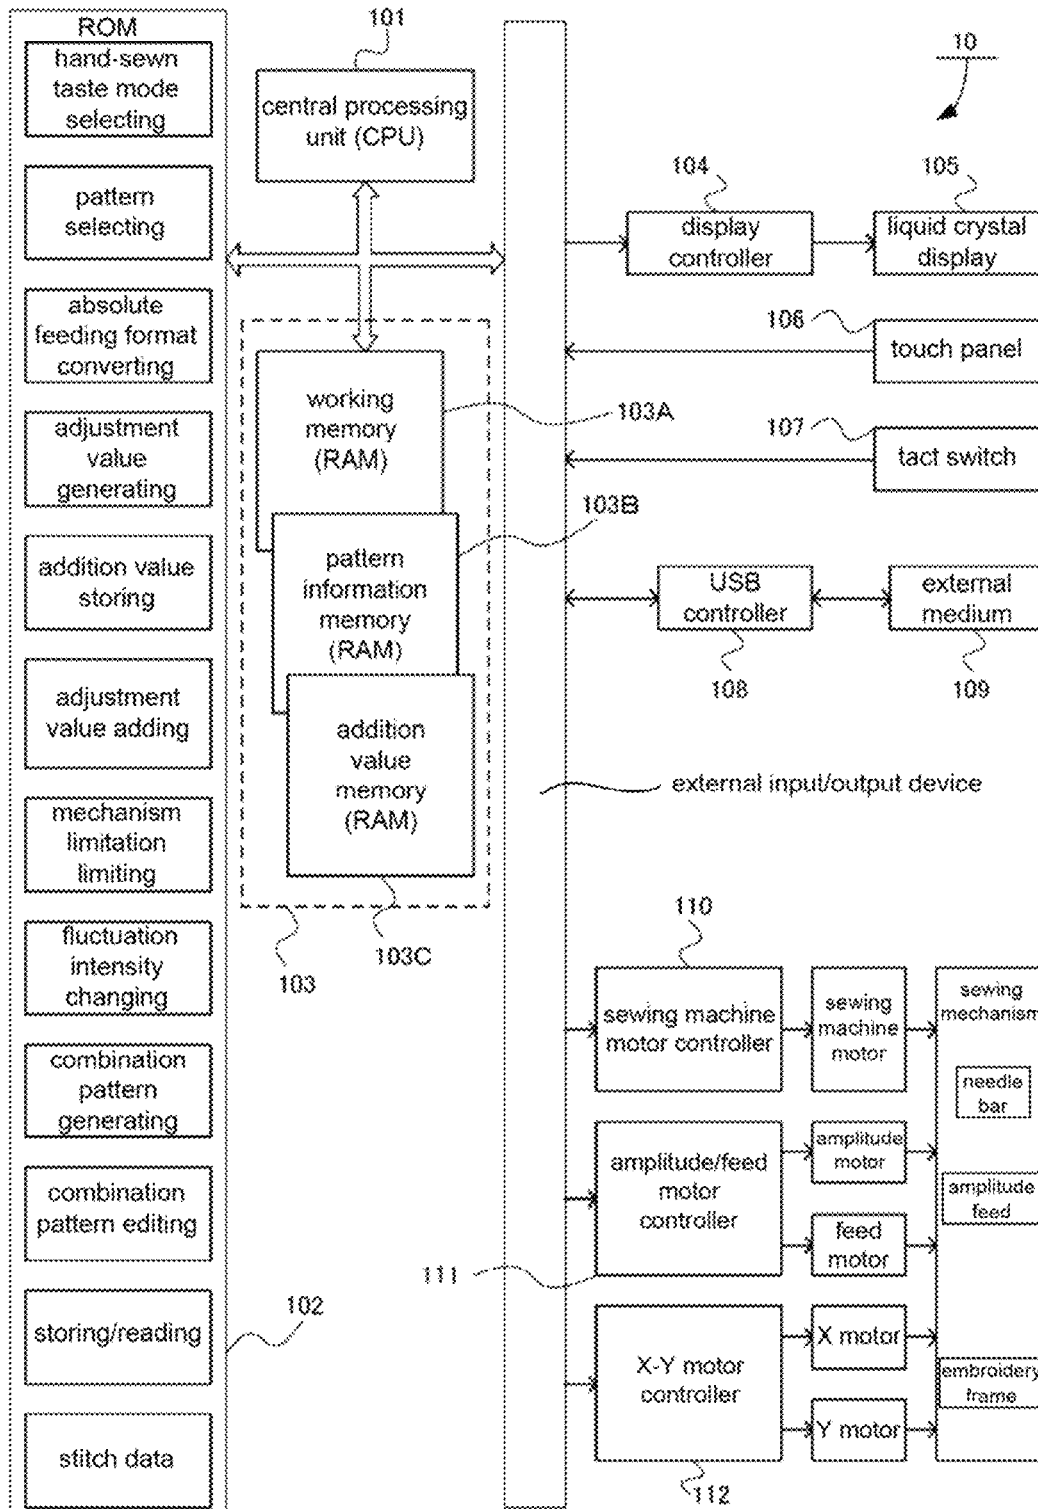 ROM
hand-sewn
taste mode
selecting
pattern
selecting
absolute
feeding format
converting
adjustment
value
generating
addition value
storing
adjustment
value adding
mechanism
limitation
limiting
fluctuation
intensity
changing
combination
pattern
generating
combination
pattern editing
storing/reading
stitch data
102
101
central processing
unit (CPU)
working
memory
(RAM)
103A
pattern
information
memory
(RAM)
103B
addition
value
memory
(RAM)
103
103C
10
104
display
controller
105
liquid crystal
display
106
touch panel
107
tact switch
USB
controller
108
external
medium
109
external input/output device
110
sewing machine
motor controller
sewing
machine
motor
sewing
mechanism
needle
bar
amplitude/feed
motor
controller
111
amplitude
motor
feed
motor
amplitude
feed
X-Y motor
controller
112
X motor
Y motor
embroidery
frame